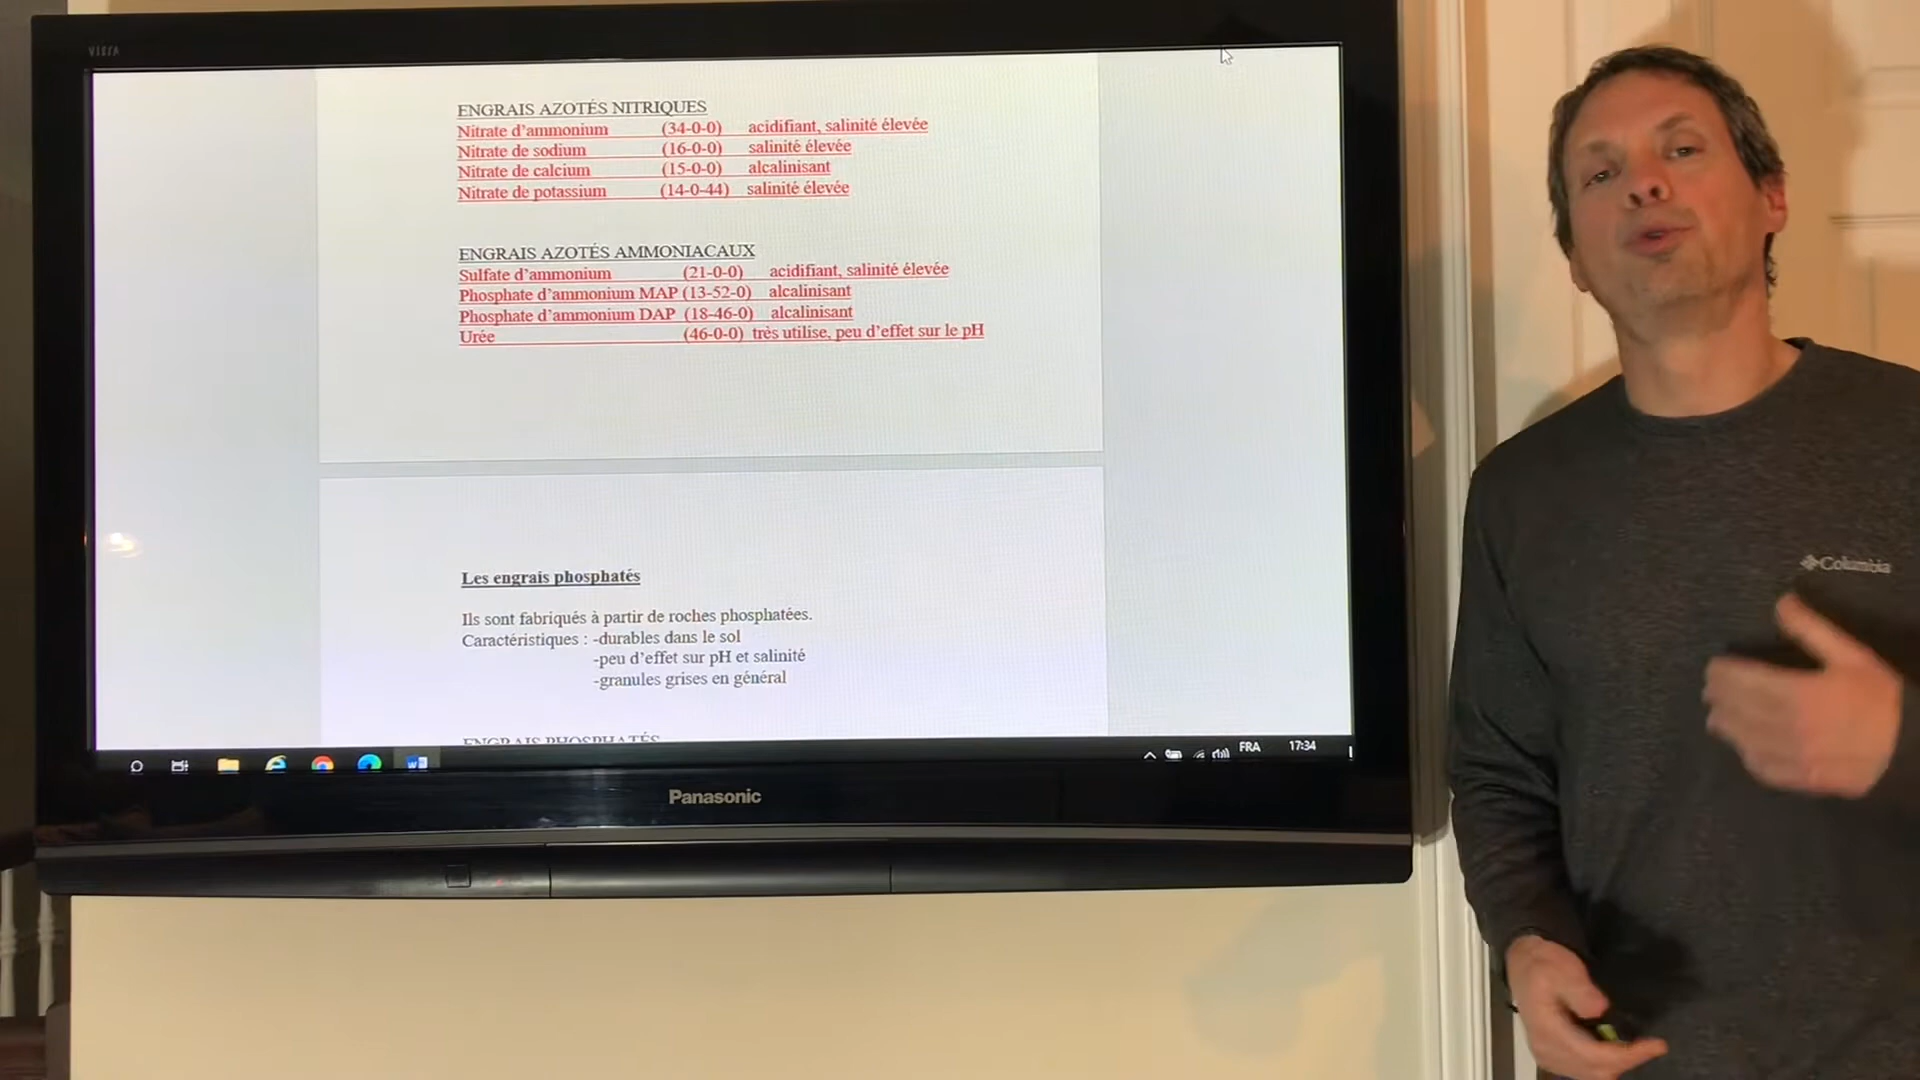 VIERA
ENGRAIS AZOTÉS NITRIQUES
Nitrate d'ammonium (34-0-0) acidifiant, salinité élevée
Nitrate de sodium (16-0-0) salinité élevée
Nitrate de calcium (15-0-0) alcalinisant
Nitrate de potassium (14-0-44) salinité élevée
ENGRAIS AZOTÉS AMMONIACAUX
Sulfate d'ammonium (21-0-0) acidifiant, salinité élevée
Phosphate d'ammonium MAP (13-52-0) alcalinisant
Phosphate d'ammonium DAP (18-46-0) alcalinisant
Urée (46-0-0) très utilise, peu d'effet sur le pH
Les engrais phosphatés
Ils sont fabriqués à partir de roches phosphatées.
Caractéristiques : -durables dans le sol
-peu d'effet sur pH et salinité
-granules grises en général
ENGRAIS PHOSPHATÉS
FRA 17:34
Panasonic
Columbia